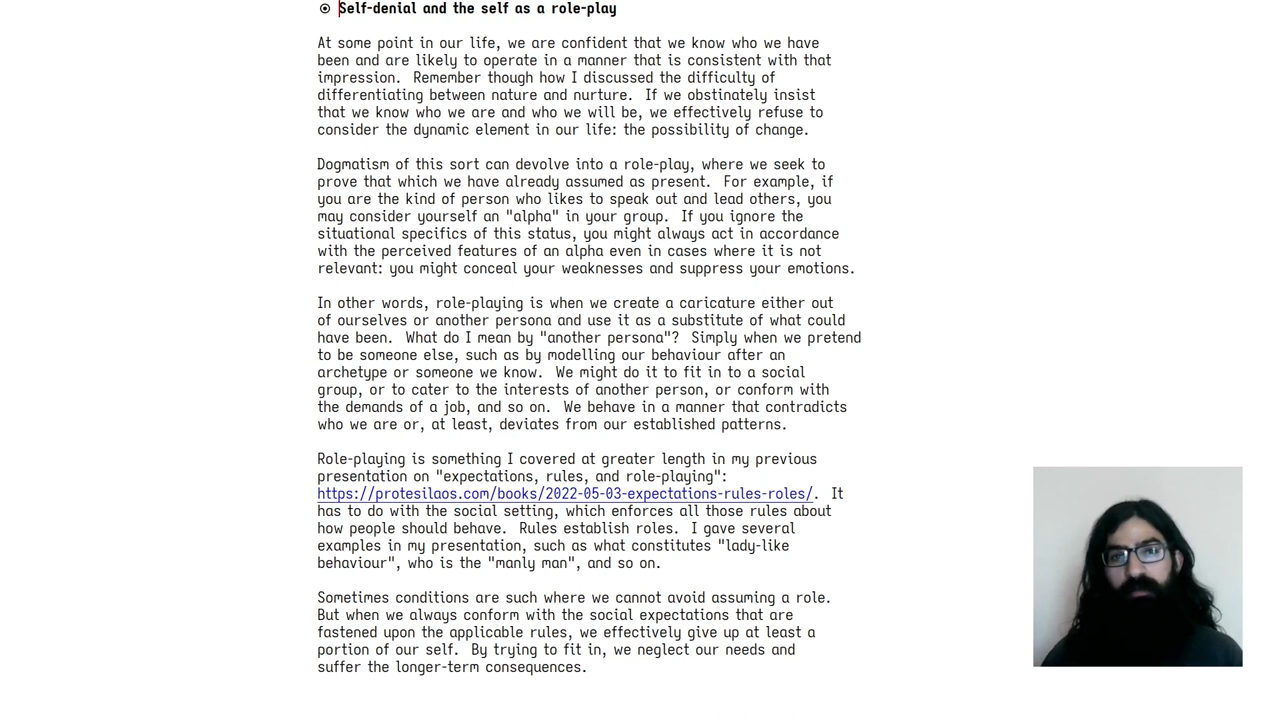 Self-denial and the self as a role-play
At some point in our life, we are confident that we know who we have
been and are likely to operate in a manner that is consistent with that
impression.  Remember though how I discussed the difficulty of
differentiating between nature and nurture.  If we obstinately insist
that we know who we are and who we will be, we effectively refuse to
consider the dynamic element in our life: the possibility of change.
Dogmatism of this sort can devolve into a role-play, where we seek to
prove that which we have already assumed as present.  For example, if
you are the kind of person who likes to speak out and lead others, you
may consider yourself an "alpha" in your group.  If you ignore the
situational specifics of this status, you might always act in accordance
with the perceived features of an alpha even in cases where it is not
relevant: you might conceal your weaknesses and suppress your emotions.
In other words, role-playing is when we create a caricature either out
of ourselves or another persona and use it as a substitute of what could
have been.  What do I mean by "another persona"?  Simply when we pretend
to be someone else, such as by modelling our behaviour after an
archetype or someone we know.  We might do it to fit in to a social
group, or to cater to the interests of another person, or conform with
the demands of a job, and so on.  We behave in a manner that contradicts
who we are or, at least, deviates from our established patterns.
Role-playing is something I covered at greater length in my previous
presentation on "expectations, rules, and role-playing":
https://protesilaos.com/books/2022-05-03-expectations-rules-roles/.  It
has to do with the social setting, which enforces all those rules about
how people should behave.  Rules establish roles.  I gave several
examples in my presentation, such as what constitutes "lady-like
behaviour", who is the "manly man", and so on.
Sometimes conditions are such where we cannot avoid assuming a role.
But when we always conform with the social expectations that are
fastened upon the applicable rules, we effectively give up at least a
portion of our self.  By trying to fit in, we neglect our needs and
suffer the longer-term consequences.